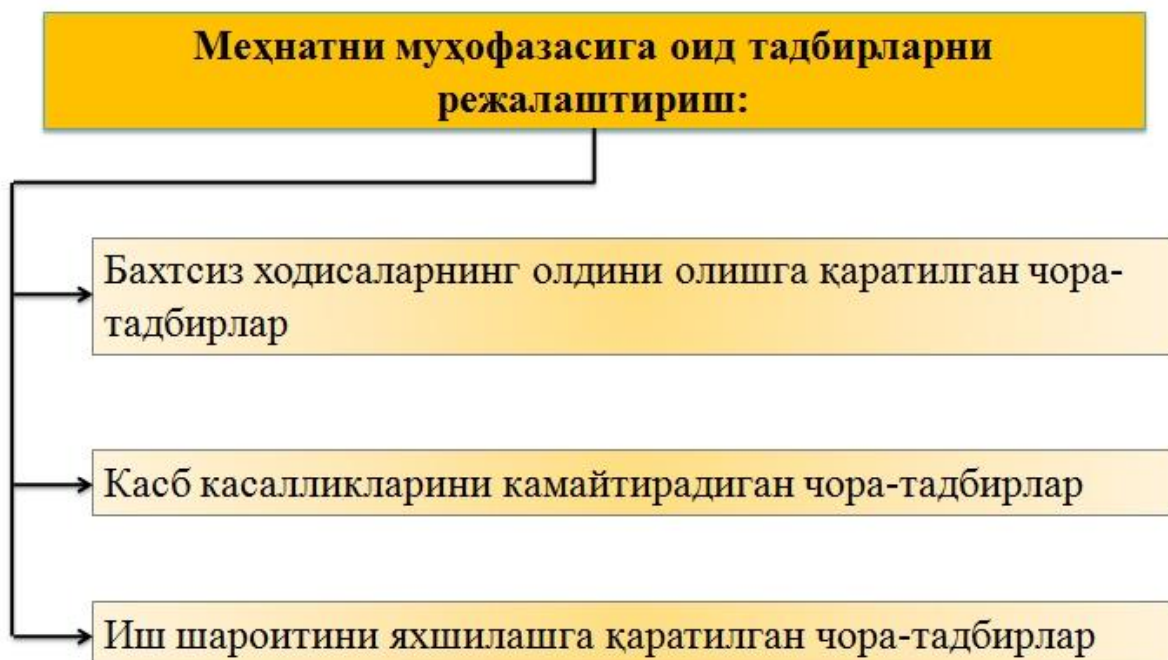 Меҳнатни муҳофазасига оид тадбирларни
режалаштириш:
Бахтсиз ходисаларнинг олдини олишга қаратилган чора-
тадбирлар
Касб касалликларини камайтирадиган чора-тадбирлар
Иш шароитини яхшилашга қаратилган чора-тадбирлар